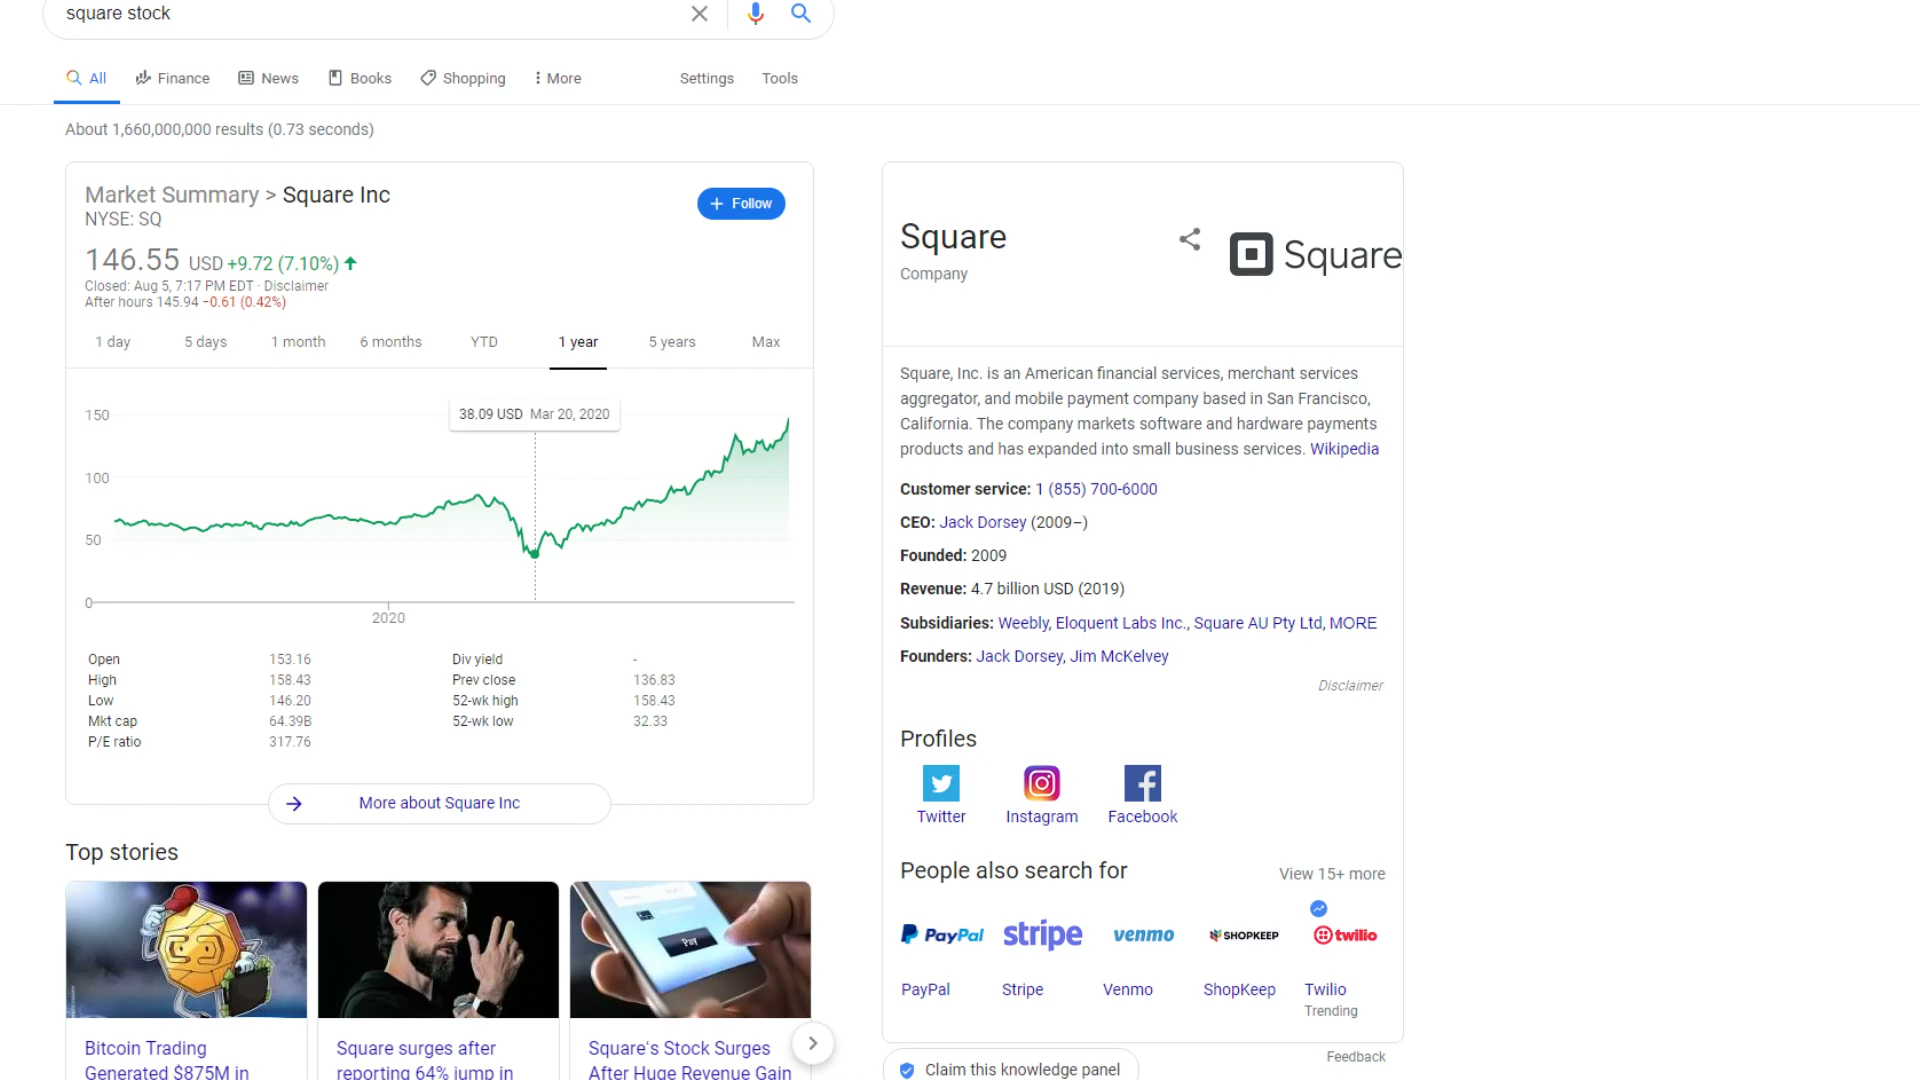 square stock
All
Finance
News
Books
Shopping
More
Settings
Tools
About 1,660,000,000 results (0.73 seconds)
Market Summary > Square Inc
NYSE: SQ
Follow
146.55 USD +9.72 (7.10%)
Closed: Aug 5, 7:17 PM EDT · Disclaimer
After hours 145.94 −0.61 (0.42%)
1 day
5 days
1 month
6 months
YTD
1 year
5 years
Max
38.09 USD Mar 20, 2020
150
100
50
0
2020
Open 153.16
High 158.43
Low 146.20
Mkt cap 64.39B
P/E ratio 317.76
Div yield -
Prev close 136.83
52-wk high 158.43
52-wk low 32.33
More about Square Inc
Top stories
Pay
Bitcoin Trading
Generated $875M in
Square surges after
reporting 64% jump in
Square's Stock Surges
After Huge Revenue Gain
Square
Company
Square
Square, Inc. is an American financial services, merchant services
aggregator, and mobile payment company based in San Francisco,
California. The company markets software and hardware payments
products and has expanded into small business services. Wikipedia
Customer service: 1 (855) 700-6000
CEO: Jack Dorsey (2009–)
Founded: 2009
Revenue: 4.7 billion USD (2019)
Subsidiaries: Weebly, Eloquent Labs Inc., Square AU Pty Ltd, MORE
Founders: Jack Dorsey, Jim McKelvey
Disclaimer
Profiles
Twitter
Instagram
Facebook
People also search for
View 15+ more
PayPal
stripe
venmo
SHOPKEEP
twilio
PayPal
Stripe
Venmo
ShopKeep
Twilio
Trending
Feedback
Claim this knowledge panel